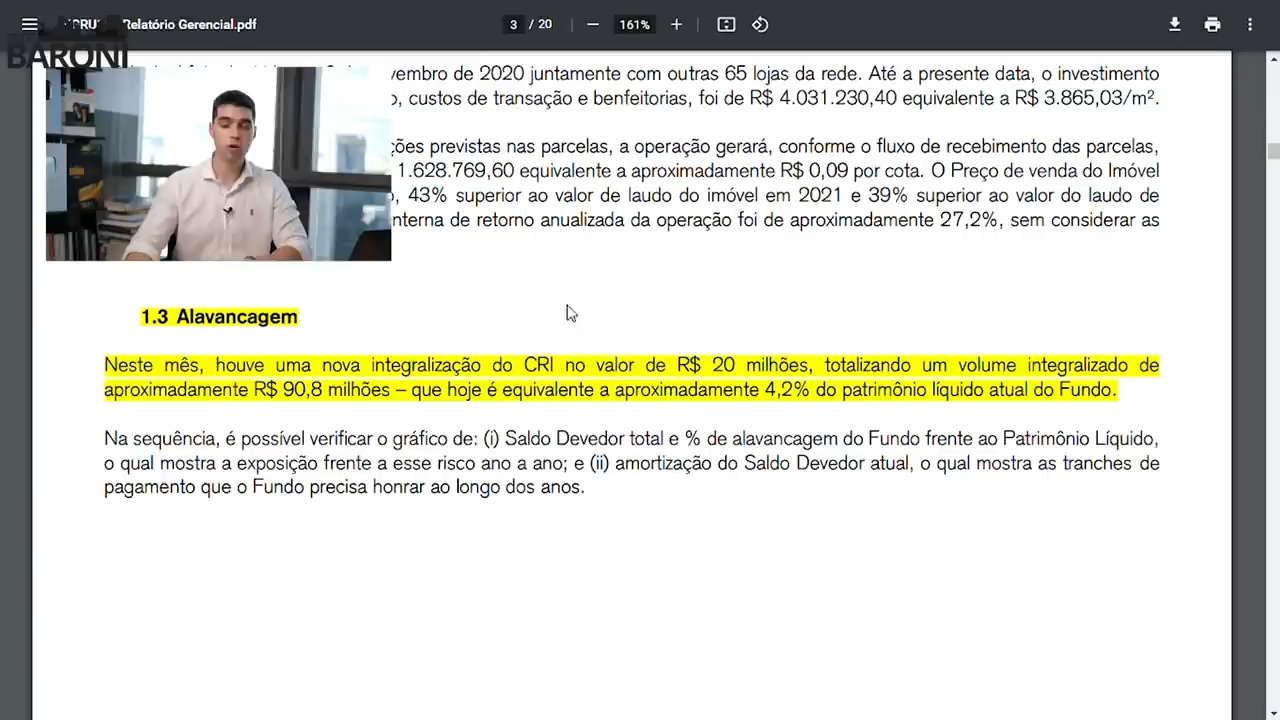 Relatório Gerencial.pdf
3 / 20
161%
BARONI
vembro de 2020 juntamente com outras 65 lojas da rede. Até a presente data, o investimento
o, custos de transação e benfeitorias, foi de R$ 4.031.230,40 equivalente a R$ 3.865,03/m².
ções previstas nas parcelas, a operação gerará, conforme o fluxo de recebimento das parcelas,
1.628.769,60 equivalente a aproximadamente R$ 0,09 por cota. O Preço de venda do Imóvel
o, 43% superior ao valor de laudo do imóvel em 2021 e 39% superior ao valor do laudo de
nterna de retorno anualizada da operação foi de aproximadamente 27,2%, sem considerar as
1.3 Alavancagem
Neste mês, houve uma nova integralização do CRI no valor de R$ 20 milhões, totalizando um volume integralizado de
aproximadamente R$ 90,8 milhões – que hoje é equivalente a aproximadamente 4,2% do patrimônio líquido atual do Fundo.
Na sequência, é possível verificar o gráfico de: (i) Saldo Devedor total e % de alavancagem do Fundo frente ao Patrimônio Líquido,
o qual mostra a exposição frente a esse risco ano a ano; e (ii) amortização do Saldo Devedor atual, o qual mostra as tranches de
pagamento que o Fundo precisa honrar ao longo dos anos.